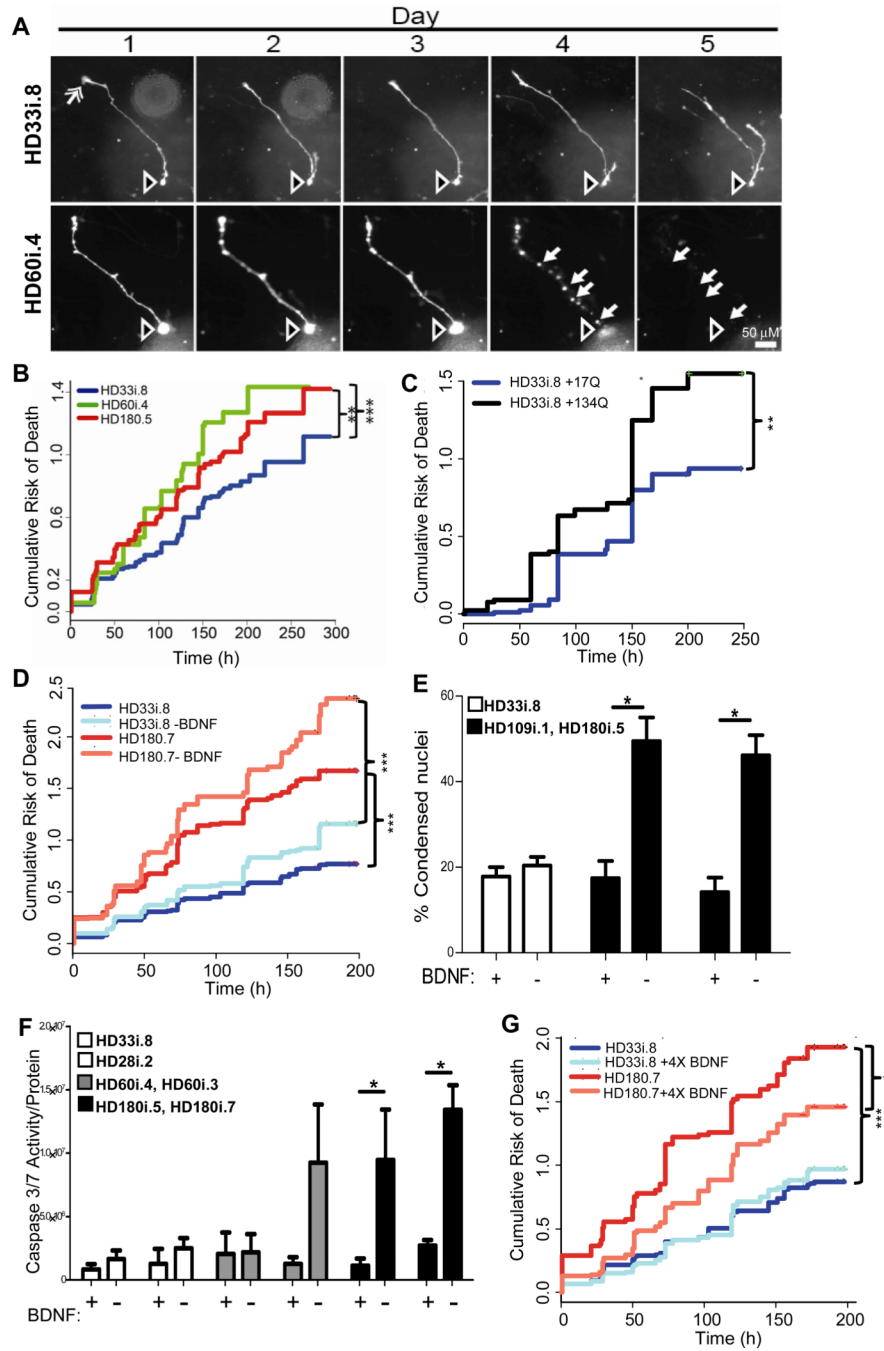 A
Day
1 2 3 4 5
HD33i.8
HD60i.4
50 µM
B
Cumulative Risk of Death
1.4
1.0
0.6
0.2
0.0
HD33i.8
HD60i.4
HD180.5
**
***
0 50 100 150 200 250 300
Time (h)
C
Cumulative Risk of Death
1.5
1.0
0.5
0.0
HD33i.8 +17Q
HD33i.8 +134Q
**
0 50 100 150 200 250
Time (h)
D
Cumulative Risk of Death
2.5
2.0
1.5
1.0
0.5
0.0
HD33i.8
HD33i.8 -BDNF
HD180.7
HD180.7- BDNF
***
***
0 50 100 150 200
Time (h)
E
% Condensed nuclei
60
40
20
0
HD33i.8
HD109i.1, HD180i.5
* *
BDNF: + - + - + -
F
Caspase 3/7 Activity/Protein
0
HD33i.8
HD28i.2
HD60i.4, HD60i.3
HD180i.5, HD180i.7
* *
BDNF: + - + - + - + - + - + -
G
Cumulative Risk of Death
2.0
1.5
1.0
0.5
0.0
HD33i.8
HD33i.8 +4X BDNF
HD180.7
HD180.7+4X BDNF
***
0 50 100 150 200
Time (h)